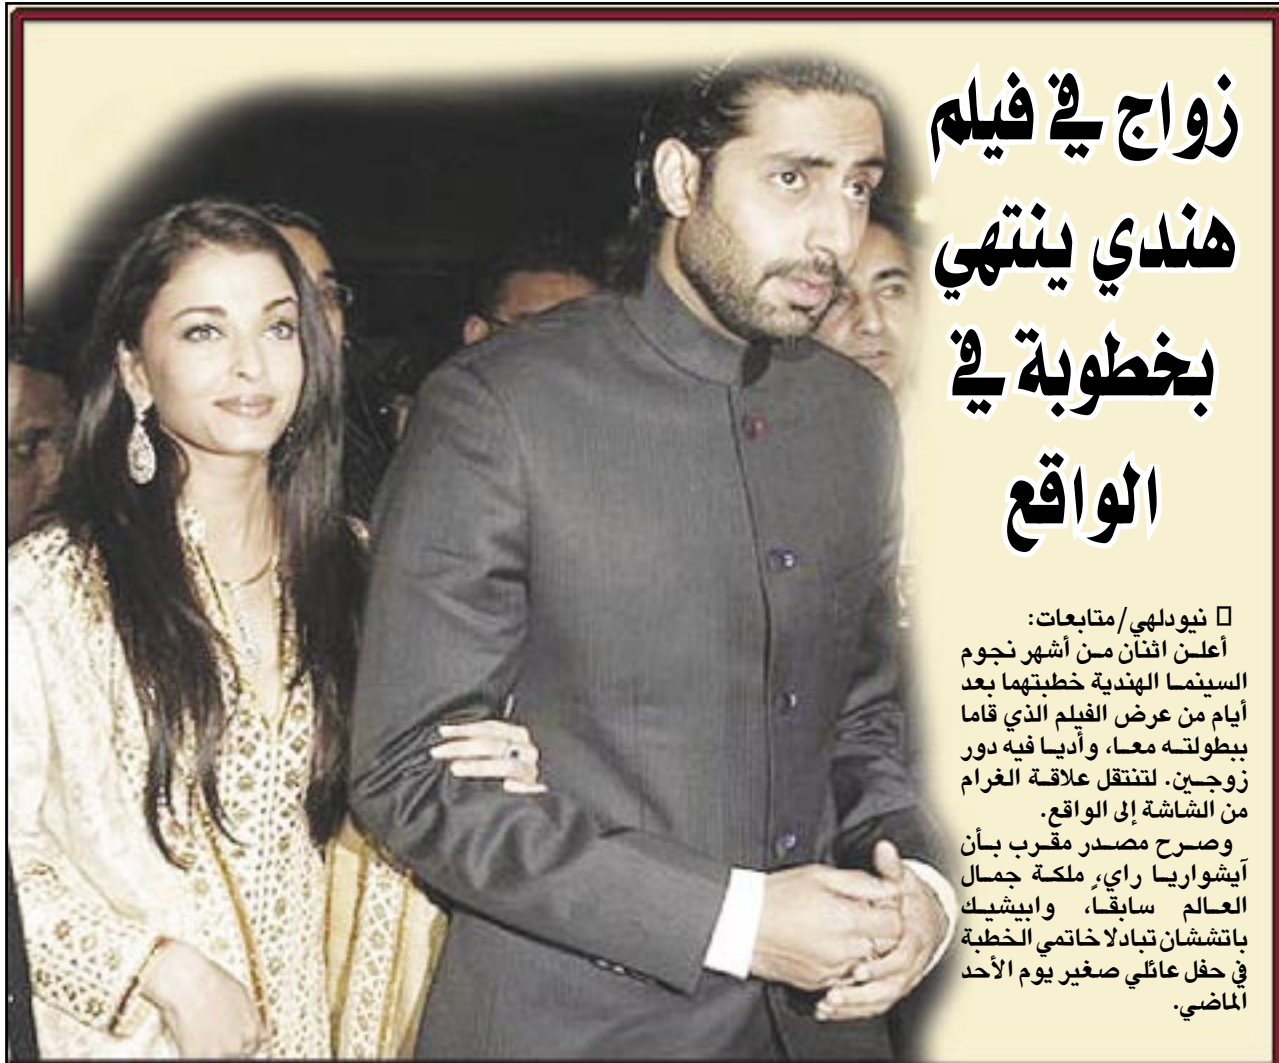 زواج في فيلم
هندي ينتهي
بخطوبة في
الواقع
نيودلهي/متابعات:
أعلن اثنان من أشهر نجوم
السينما الهندية خطبتهما بعد
أيام من عرض الفيلم الذي قاما
ببطولته معا، وأديا فيه دور
زوجين. لتنتقل علاقة الغرام
من الشاشة إلى الواقع.
وصرح مصدر مقرب بأن
آيشواريا راي، ملكة جمال
العالم سابقاً، وابيشيك
باتششان تبادلا خاتمي الخطبة
في حفل عائلي صغير يوم الأحد
الماضي.